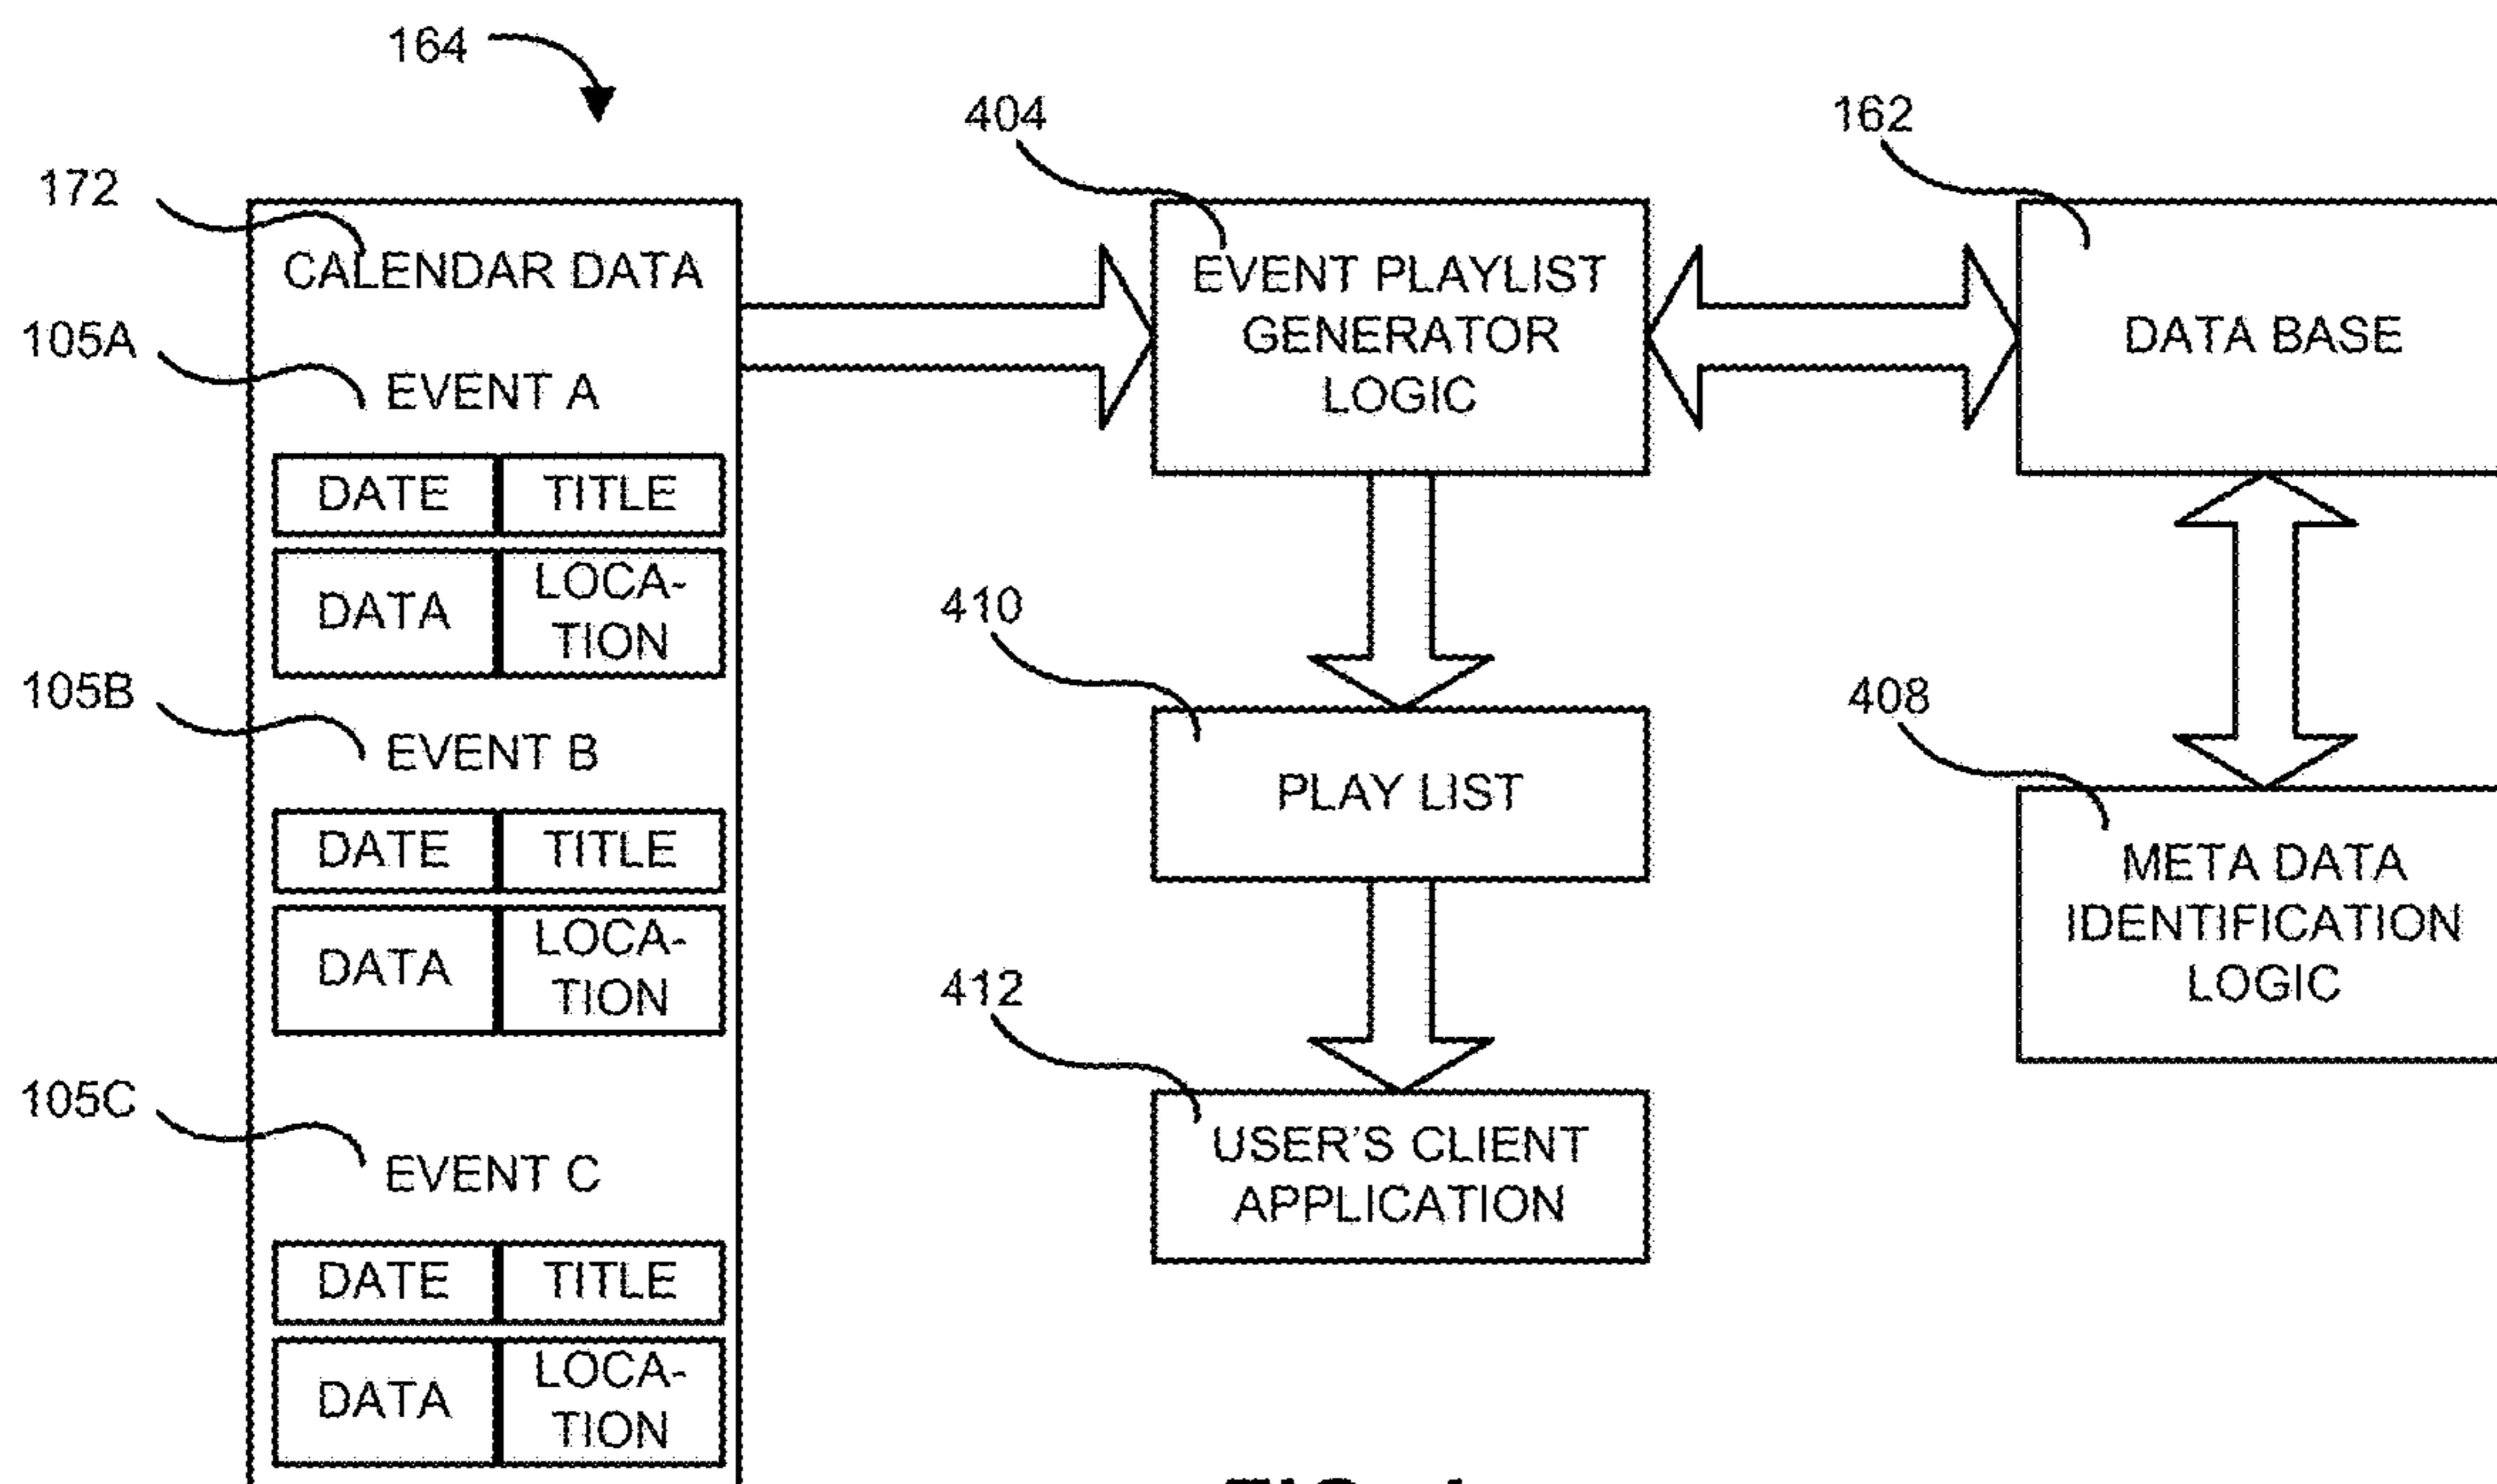 164
404
162
172
CALENDAR DATA
105A
EVENT A
DATE TITLE
DATA LOCA-
TION
105B
EVENT B
DATE TITLE
DATA LOCA-
TION
105C
EVENT C
DATE TITLE
DATA LOCA-
TION
EVENT PLAYLIST
GENERATOR
LOGIC
410
PLAY LIST
412
USER'S CLIENT
APPLICATION
DATA BASE
408
META DATA
IDENTIFICATION
LOGIC